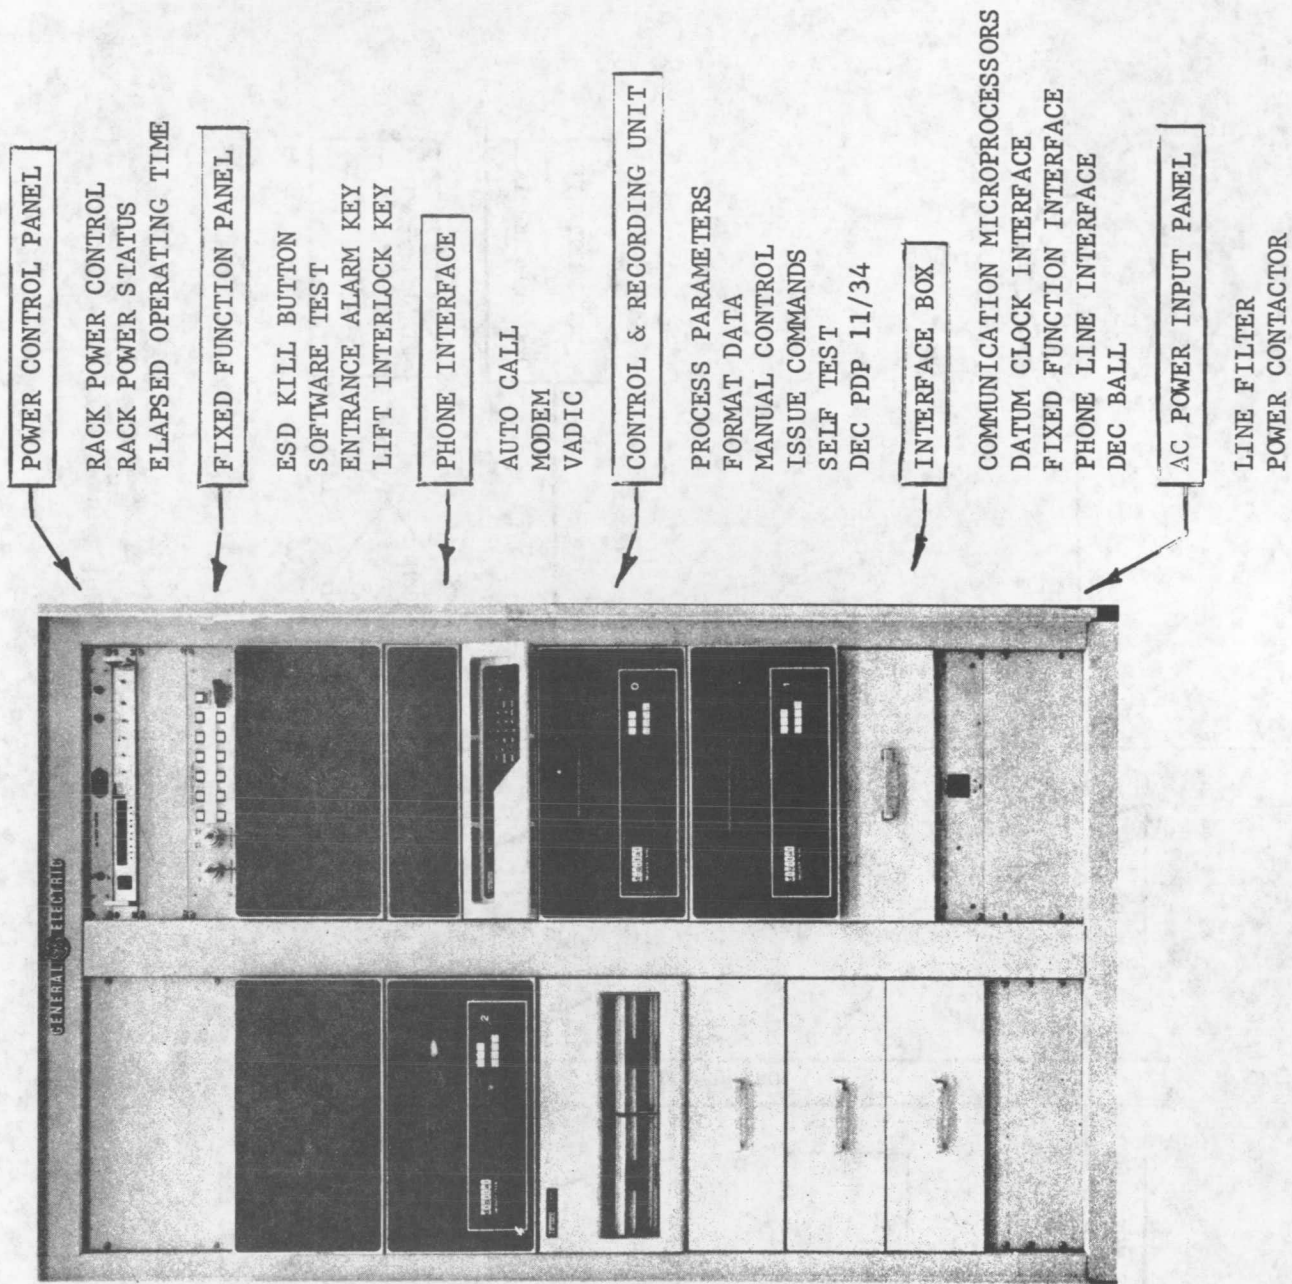 POWER CONTROL PANEL
RACK POWER CONTROL
RACK POWER STATUS
ELAPSED OPERATING TIME
FIXED FUNCTION PANEL
ESD KILL BUTTON
SOFTWARE TEST
ENTRANCE ALARM KEY
LIFT INTERLOCK KEY
PHONE INTERFACE
AUTO CALL
MODEM
VADIC
CONTROL & RECORDING UNIT
PROCESS PARAMETERS
FORMAT DATA
MANUAL CONTROL
ISSUE COMMANDS
SELF TEST
DEC PDP 11/34
INTERFACE BOX
COMMUNICATION MICROPROCESSORS
DATUM CLOCK INTERFACE
FIXED FUNCTION INTERFACE
PHONE LINE INTERFACE
DEC BALL
AC POWER INPUT PANEL
LINE FILTER
POWER CONTACTOR
GENERAL ELECTRIC
0
1
2